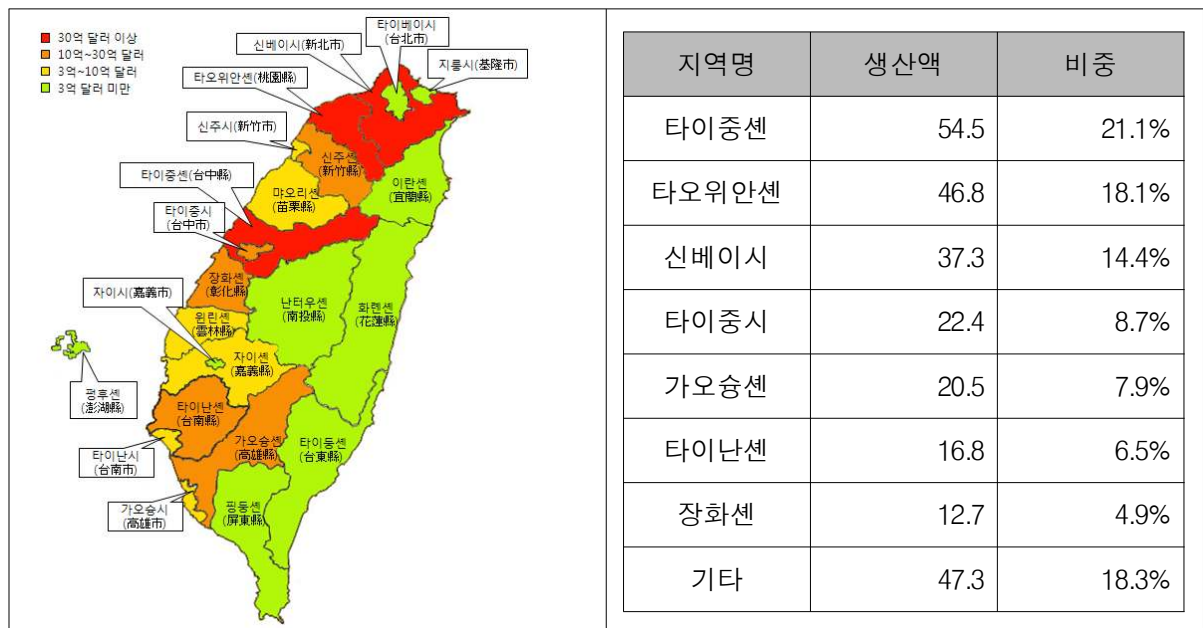 30억 달러 이상
10억~30억 달러
3억~10억 달러
3억 달러 미만
타이베이시
(台北市)
신베이시(新北市)
지룽시(基隆市)
타오위안셴(桃園縣)
신주시(新竹市)
신주셴
(新竹縣)
타이중셴(台中縣)
이란셴
(宜蘭縣)
먀오리셴
(苗栗縣)
타이중시
(台中市)
장화셴
(彰化縣)
자이시(嘉義市)
난터우셴
(南投縣)
화롄셴
(花蓮縣)
윈린셴
(雲林縣)
자이셴
(嘉義縣)
펑후셴
(澎湖縣)
타이난셴
(台南縣)
가오슝셴
(高雄縣)
타이둥셴
(台東縣)
타이난시
(台南市)
가오슝시
(高雄市)
핑둥셴
(屏東縣)
지역명 생산액 비중
타이중셴 54.5 21.1%
타오위안셴 46.8 18.1%
신베이시 37.3 14.4%
타이중시 22.4 8.7%
가오슝셴 20.5 7.9%
타이난셴 16.8 6.5%
장화셴 12.7 4.9%
기타 47.3 18.3%